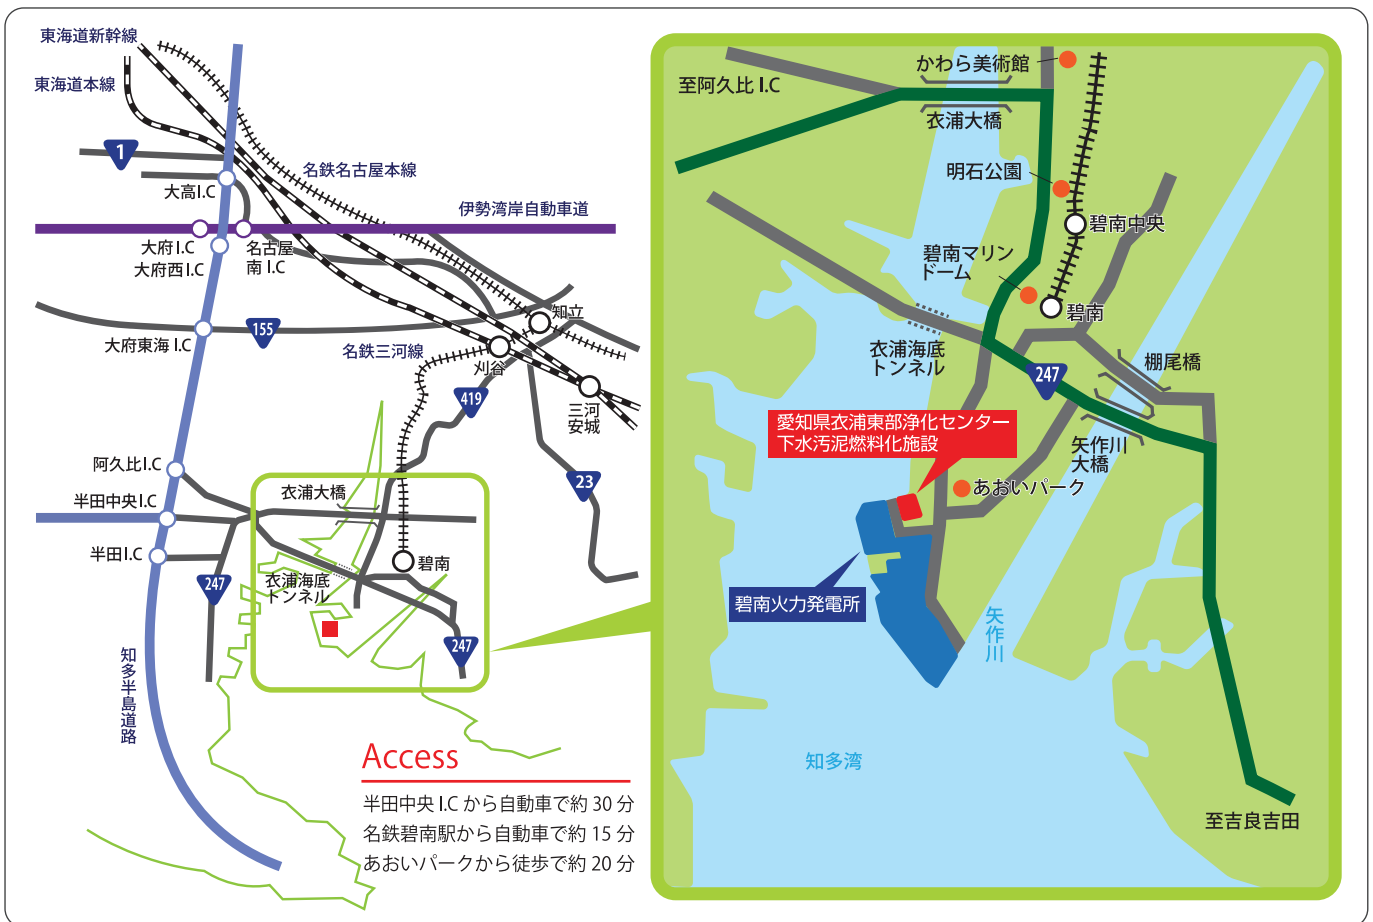 東海道新幹線
東海道本線
1
大高I.C
名鉄名古屋本線
伊勢湾岸自動車道
大府I.C
大府西I.C
名古屋
南I.C
155
大府東海I.C
知立
名鉄三河線
刈谷
419
三河
安城
23
阿久比I.C
半田中央I.C
半田I.C
247
衣浦大橋
碧南
衣浦海底
トンネル
247
知多半島道路
Access
半田中央I.Cから自動車で約30分
名鉄碧南駅から自動車で約15分
あおいパークから徒歩で約20分
至阿久比I.C
かわら美術館
衣浦大橋
明石公園
碧南中央
碧南マリン
ドーム
碧南
衣浦海底
トンネル
247
棚尾橋
矢作川
大橋
愛知県衣浦東部浄化センター
下水汚泥燃料化施設
あおいパーク
碧南火力発電所
矢作川
知多湾
至吉良吉田